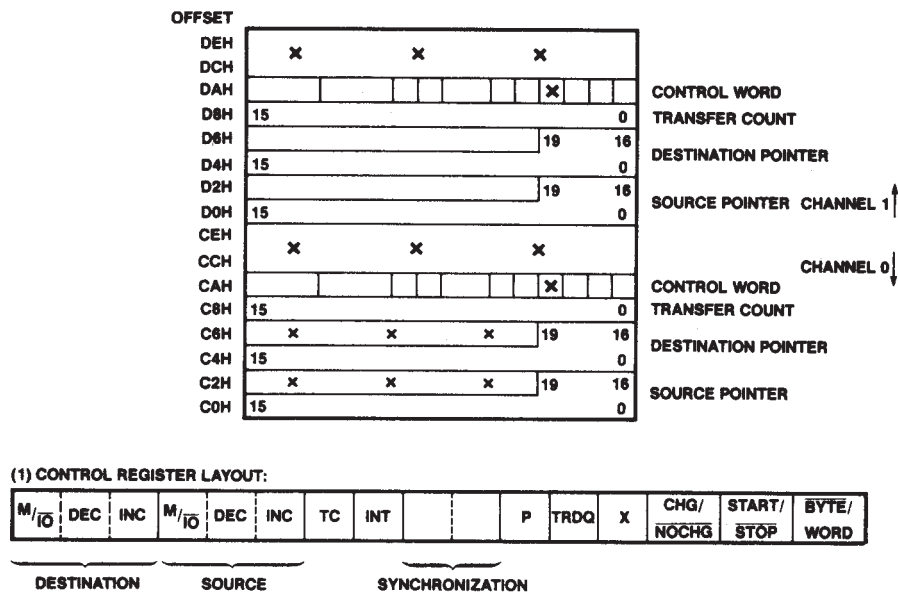 OFFSET
DEH
DCH
DAH CONTROL WORD
D8H 15 0 TRANSFER COUNT
D6H 19 16
DESTINATION POINTER
D4H 15 0
D2H 19 16
SOURCE POINTER CHANNEL 1
D0H 15 0
CEH
CCH CHANNEL 0
CAH CONTROL WORD
C8H 15 0 TRANSFER COUNT
C6H 19 16
DESTINATION POINTER
C4H 15 0
C2H 19 16
SOURCE POINTER
C0H 15 0
(1) CONTROL REGISTER LAYOUT:
M/IO DEC INC M/IO DEC INC TC INT P TRDQ X CHG/ START/ BYTE/
NOCHG STOP WORD
DESTINATION SOURCE SYNCHRONIZATION